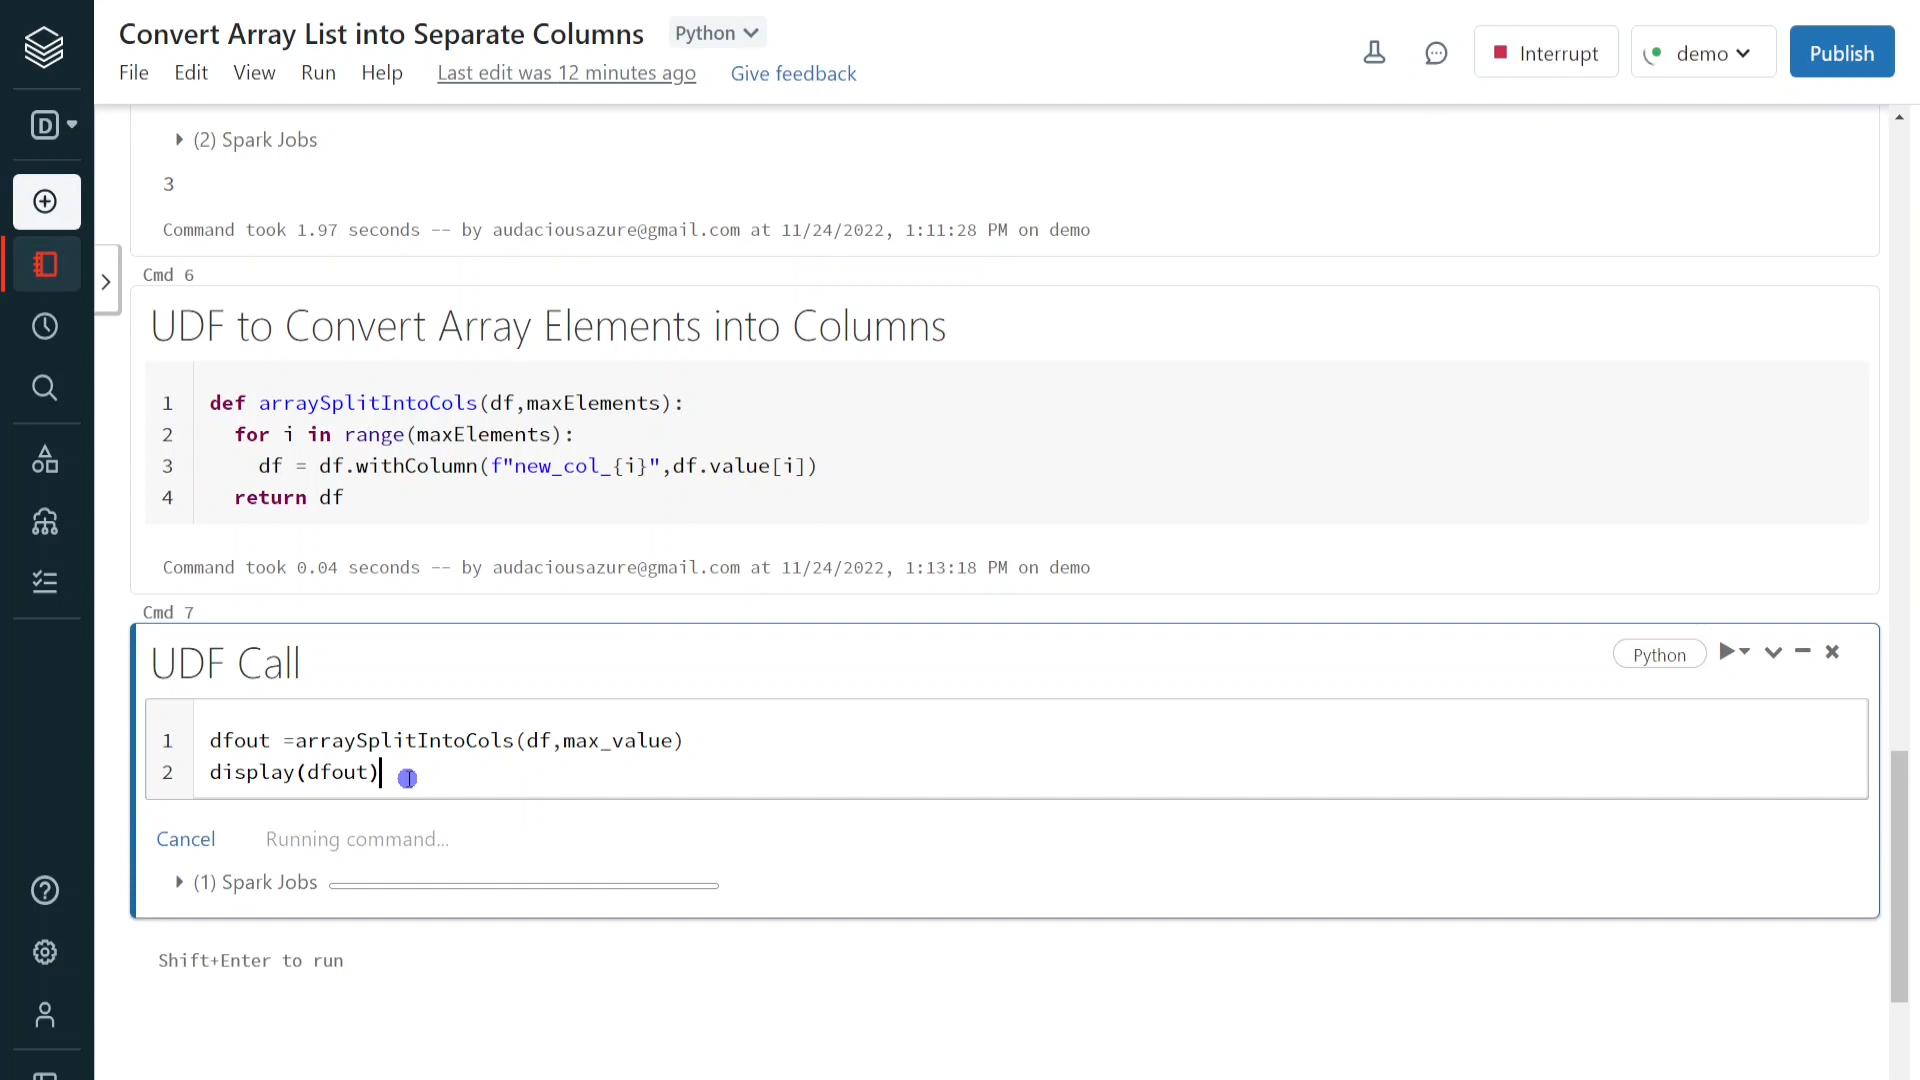 Convert Array List into Separate Columns
Python
File Edit View Run Help Last edit was 12 minutes ago Give feedback
Interrupt
demo
Publish
D
(2) Spark Jobs
3
Command took 1.97 seconds -- by audaciousazure@gmail.com at 11/24/2022, 1:11:28 PM on demo
Cmd 6
UDF to Convert Array Elements into Columns
1 def arraySplitIntoCols(df,maxElements):
2 for i in range(maxElements):
3 df = df.withColumn(f"new_col_{i}",df.value[i])
4 return df
Command took 0.04 seconds -- by audaciousazure@gmail.com at 11/24/2022, 1:13:18 PM on demo
Cmd 7
UDF Call
Python
1 dfout =arraySplitIntoCols(df,max_value)
2 display(dfout)
Cancel Running command...
(1) Spark Jobs
Shift+Enter to run